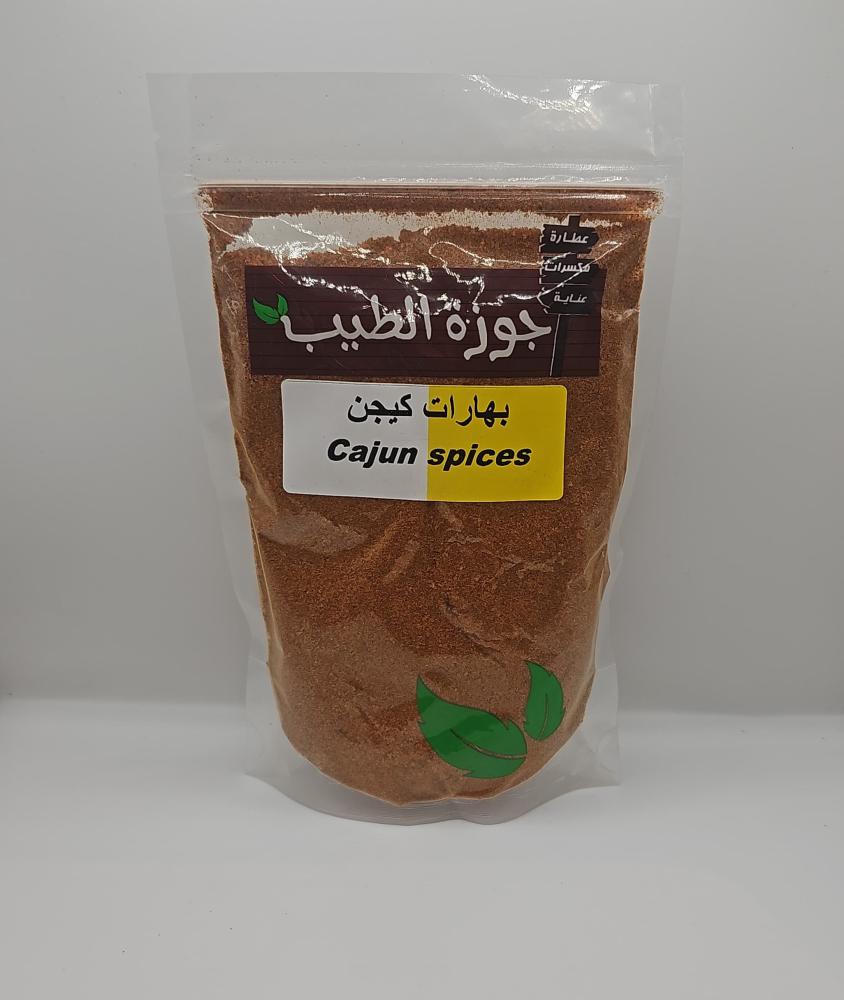 عطارة
مكسرات
عناية
جوزة الطيب
بهارات كيجن
Cajun spices